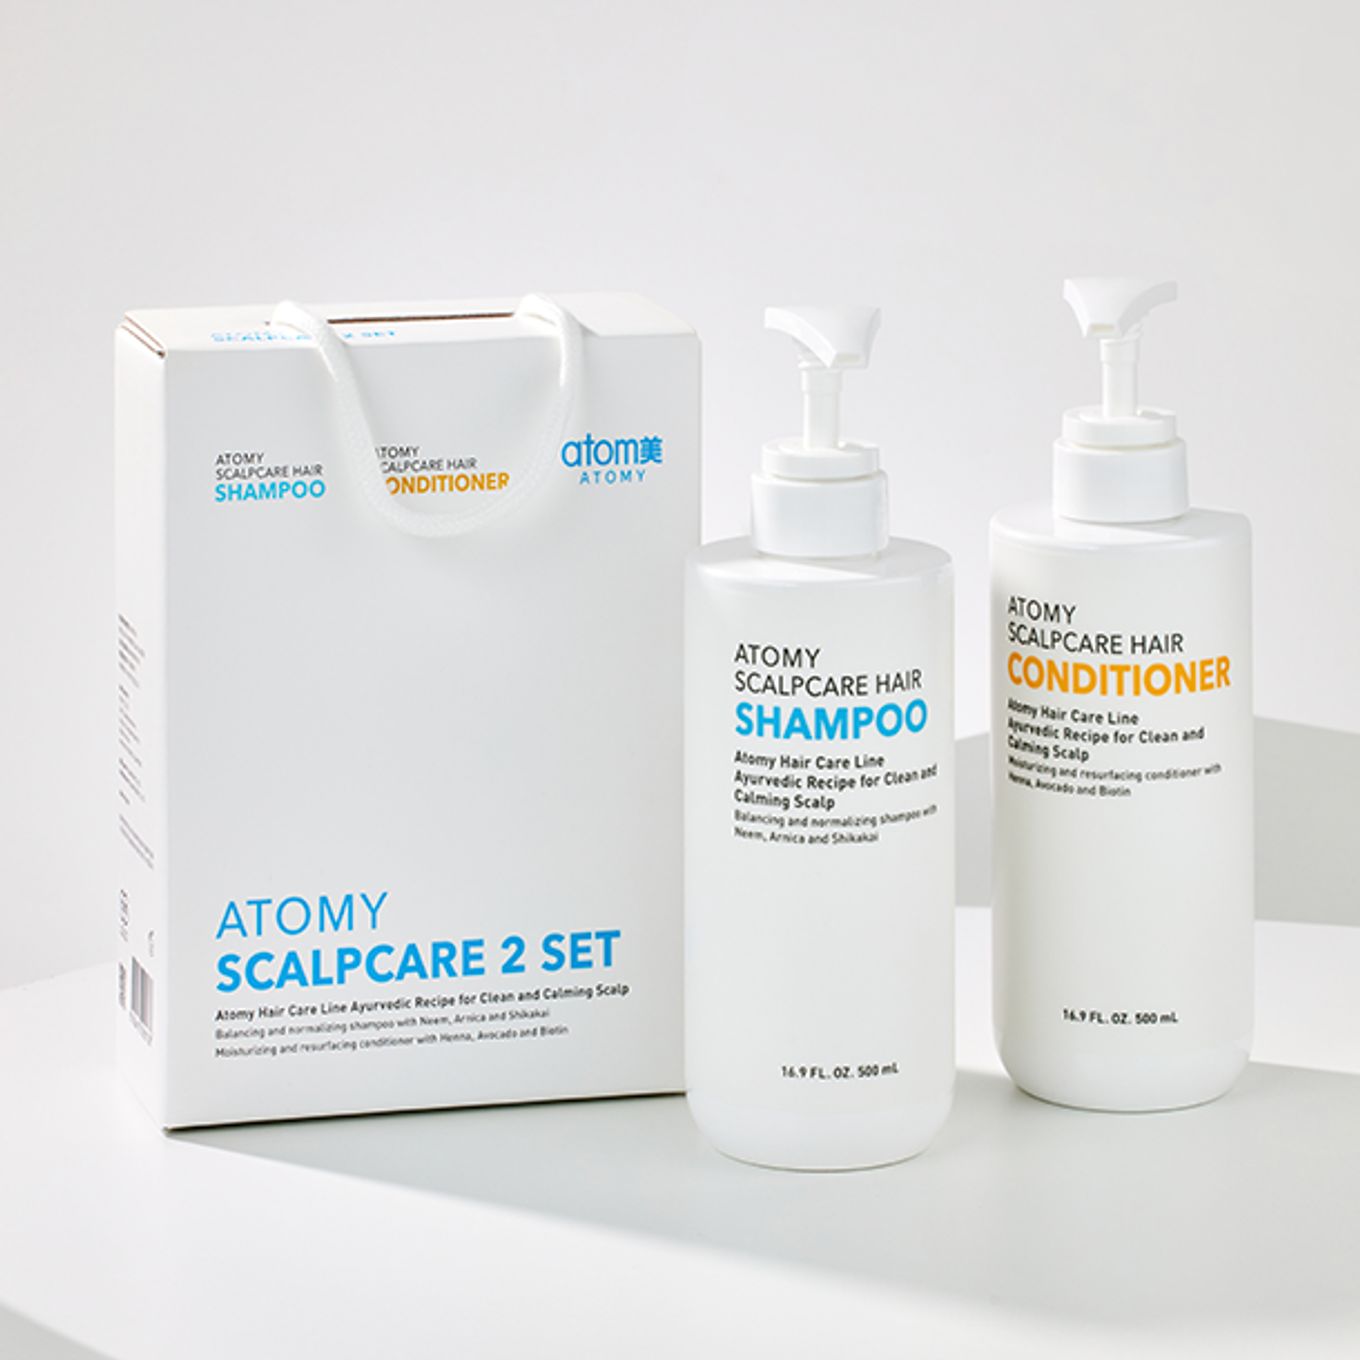 SCALPCARE 2 SET
ATOMY
SCALPCARE HAIR
SHAMPOO
ATOMY
SCALPCARE HAIR
CONDITIONER
atom美
ATOMY
ATOMY
SCALPCARE 2 SET
Atomy Hair Care Line Ayurvedic Recipe for Clean and Calming Scalp
Balancing and normalizing shampoo with Neem, Arnica and Shikakai
Moisturizing and resurfacing conditioner with Henna, Avocado and Biotin
ATOMY
SCALPCARE HAIR
SHAMPOO
Atomy Hair Care Line
Ayurvedic Recipe for Clean and
Calming Scalp
Balancing and normalizing shampoo with
Neem, Arnica and Shikakai
16.9 FL. OZ. 500 mL
ATOMY
SCALPCARE HAIR
CONDITIONER
Atomy Hair Care Line
Ayurvedic Recipe for Clean and
Calming Scalp
Moisturizing and resurfacing conditioner with
Henna, Avocado and Biotin
16.9 FL. OZ. 500 mL